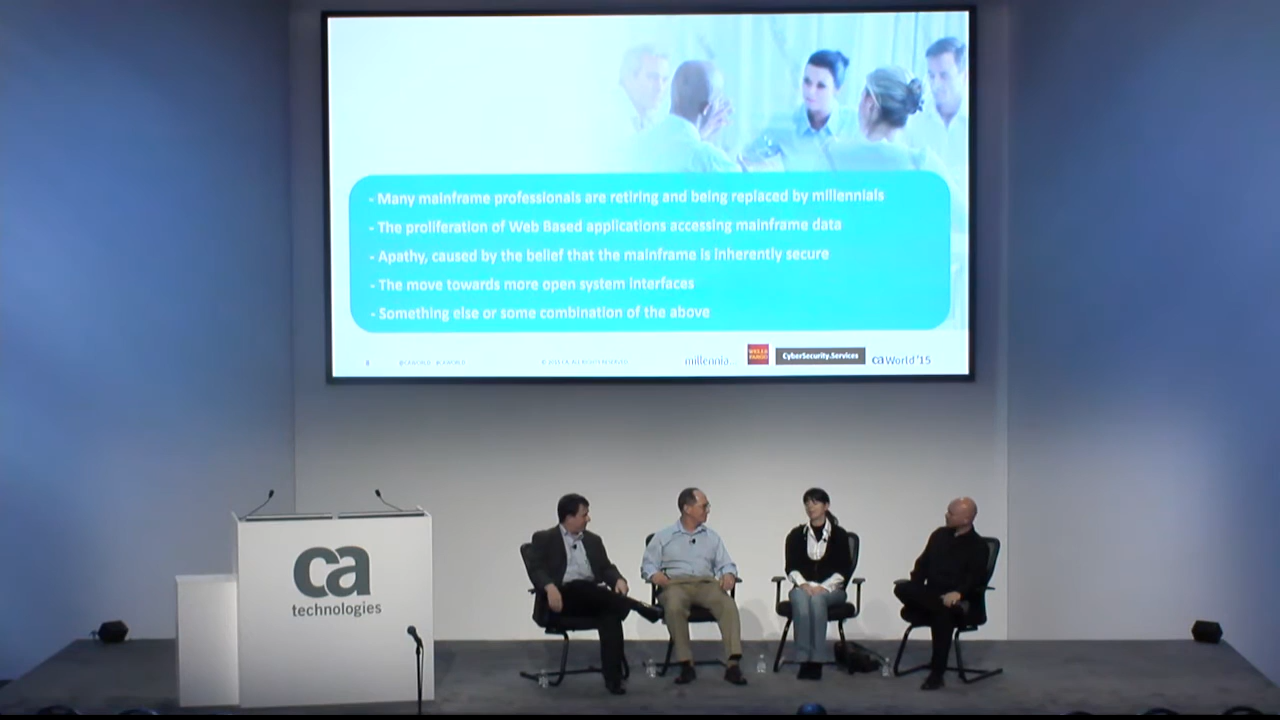 - Many mainframe professionals are retiring and being replaced by millennials
- The proliferation of Web Based applications accessing mainframe data
- Apathy, caused by the belief that the mainframe is inherently secure
- The move towards more open system interfaces
- Something else or some combination of the above
millennia... WELLS FARGO CyberSecurity.Services ca World '15
ca
technologies